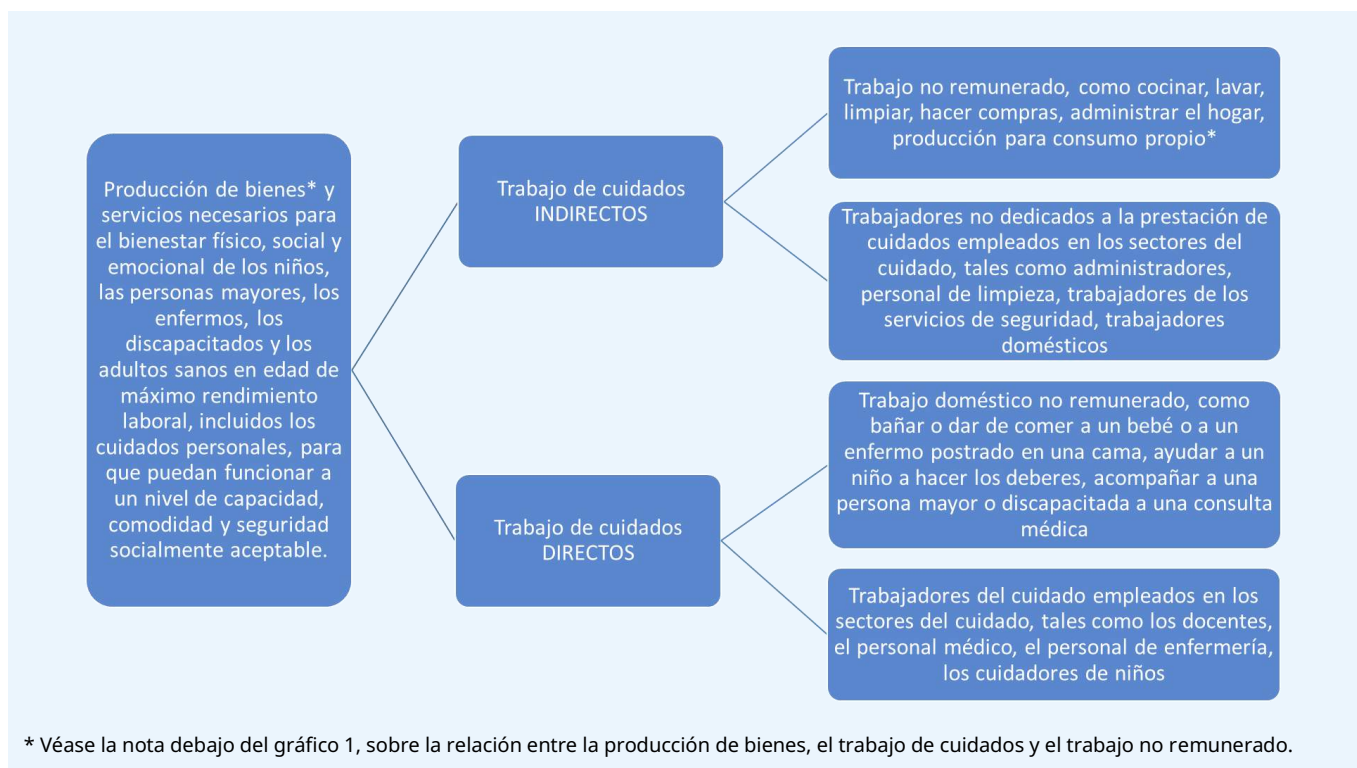 Producción de bienes* y
servicios necesarios para
el bienestar físico, social y
emocional de los niños,
las personas mayores, los
enfermos, los
discapacitados y los
adultos sanos en edad de
máximo rendimiento
laboral, incluidos los
cuidados personales, para
que puedan funcionar a
un nivel de capacidad,
comodidad y seguridad
socialmente aceptable.
Trabajo de cuidados
INDIRECTOS
Trabajo no remunerado, como cocinar, lavar,
limpiar, hacer compras, administrar el hogar,
producción para consumo propio*
Trabajadores no dedicados a la prestación de
cuidados empleados en los sectores del
cuidado, tales como administradores,
personal de limpieza, trabajadores de los
servicios de seguridad, trabajadores
domésticos
Trabajo de cuidados
DIRECTOS
Trabajo doméstico no remunerado, como
bañar o dar de comer a un bebé o a un
enfermo postrado en una cama, ayudar a un
niño a hacer los deberes, acompañar a una
persona mayor o discapacitada a una consulta
médica
Trabajadores del cuidado empleados en los
sectores del cuidado, tales como los docentes,
el personal médico, el personal de enfermería,
los cuidadores de niños
* Véase la nota debajo del gráfico 1, sobre la relación entre la producción de bienes, el trabajo de cuidados y el trabajo no remunerado.